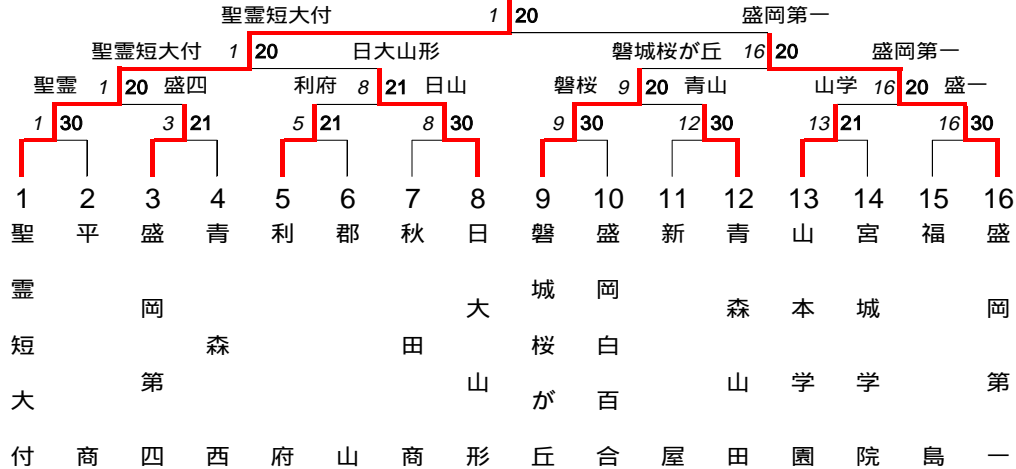 聖霊短大付 1 20 盛岡第一
聖霊短大付 1 20 日大山形 磐城桜が丘 16 20 盛岡第一
聖霊 1 20 盛四 利府 8 21 日山 磐桜 9 20 青山 山学 16 20 盛一
1 30 3 21 5 21 8 30 9 30 12 30 13 21 16 30
1 2 3 4 5 6 7 8 9 10 11 12 13 14 15 16
聖霊短大付
平商
盛岡第四
青森西
利府
郡山
秋田商
日大山形
磐城桜が丘
盛岡白百合
新屋
青森山田
山本学園
宮城学院
福島
盛岡第一